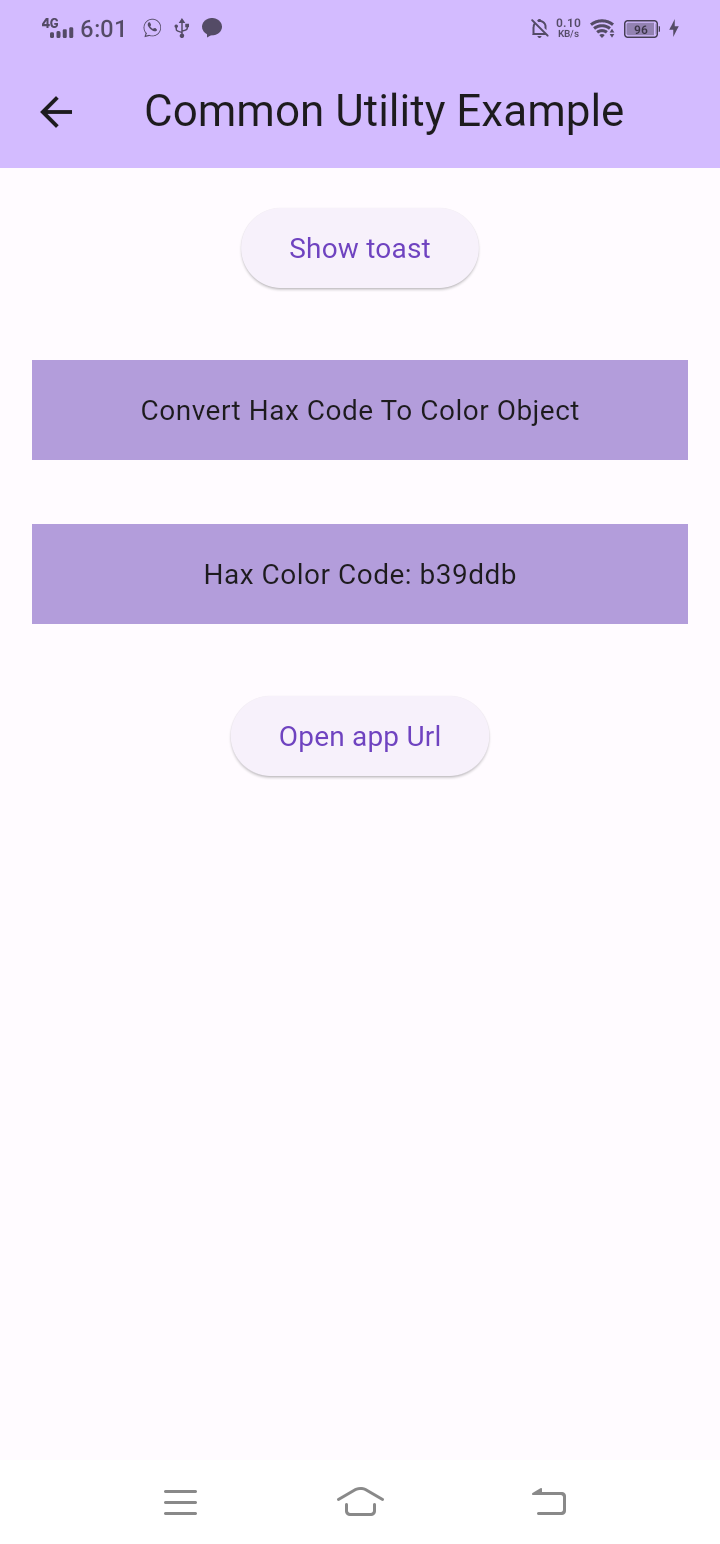 4G 6:01 0.10 KB/s 96
Common Utility Example
Show toast
Convert Hax Code To Color Object
Hax Color Code: b39ddb
Open app Url